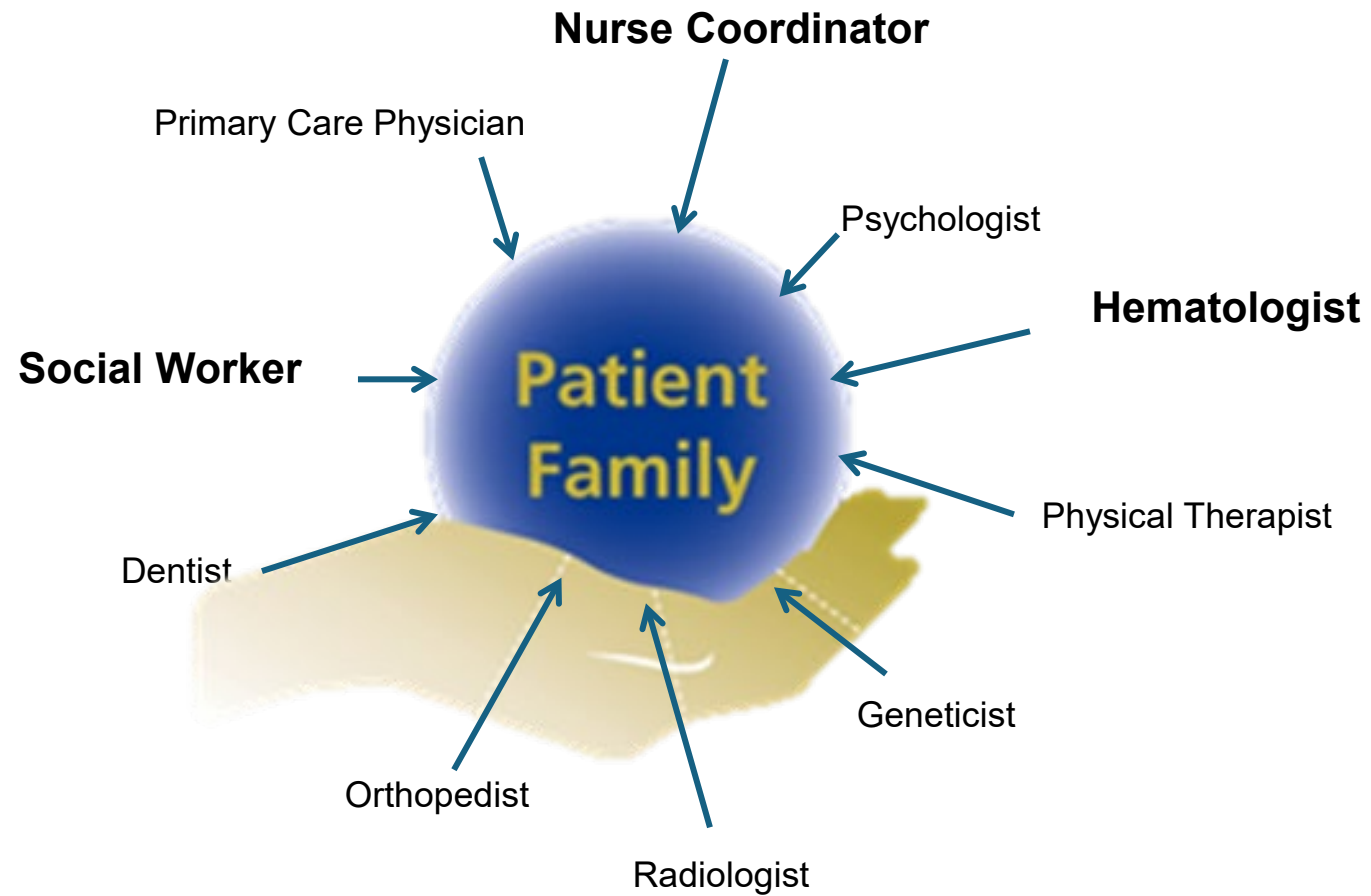 Nurse Coordinator
Primary Care Physician
Psychologist
Hematologist
Social Worker
Patient
Family
Physical Therapist
Dentist
Geneticist
Orthopedist
Radiologist